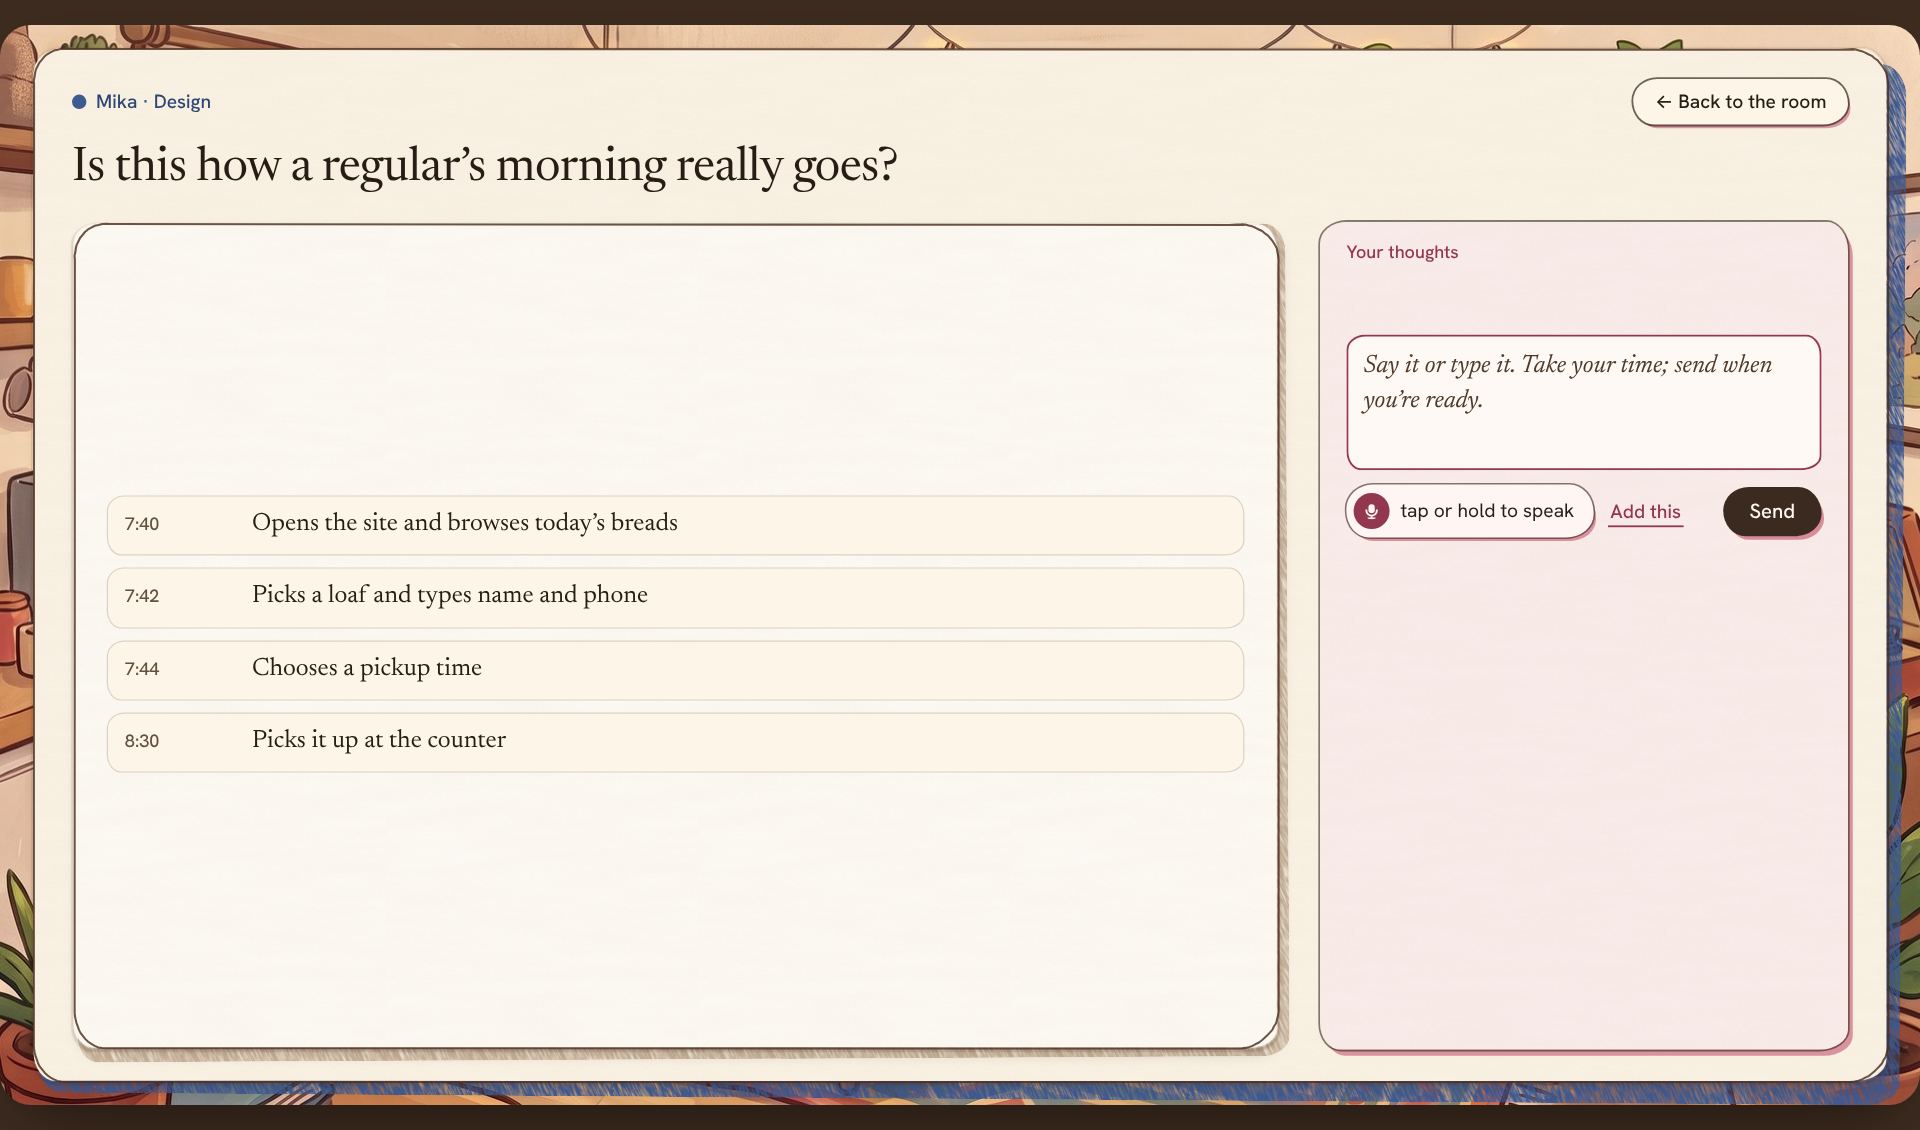 Mika · Design
← Back to the room
Is this how a regular’s morning really goes?
7:40 Opens the site and browses today’s breads
7:42 Picks a loaf and types name and phone
7:44 Chooses a pickup time
8:30 Picks it up at the counter
Your thoughts
Say it or type it. Take your time; send when
you’re ready.
tap or hold to speak
Add this
Send